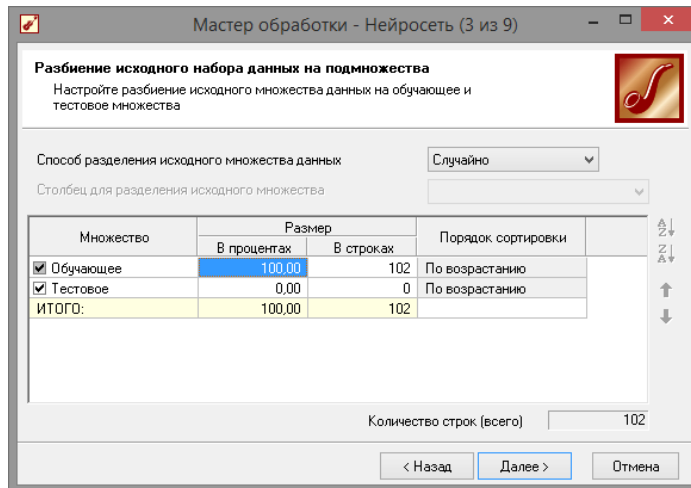 Мастер обработки - Нейросеть (3 из 9)
Разбиение исходного набора данных на подмножества
Настройте разбиение исходного множества данных на обучающее и
тестовое множества
Способ разделения исходного множества данных Случайно
Столбец для разделения исходного множества
Множество Размер Порядок сортировки
В процентах В строках
Обучающее 100,00 102 По возрастанию
Тестовое 0,00 0 По возрастанию
ИТОГО: 100,00 102
Количество строк (всего) 102
< Назад Далее > Отмена